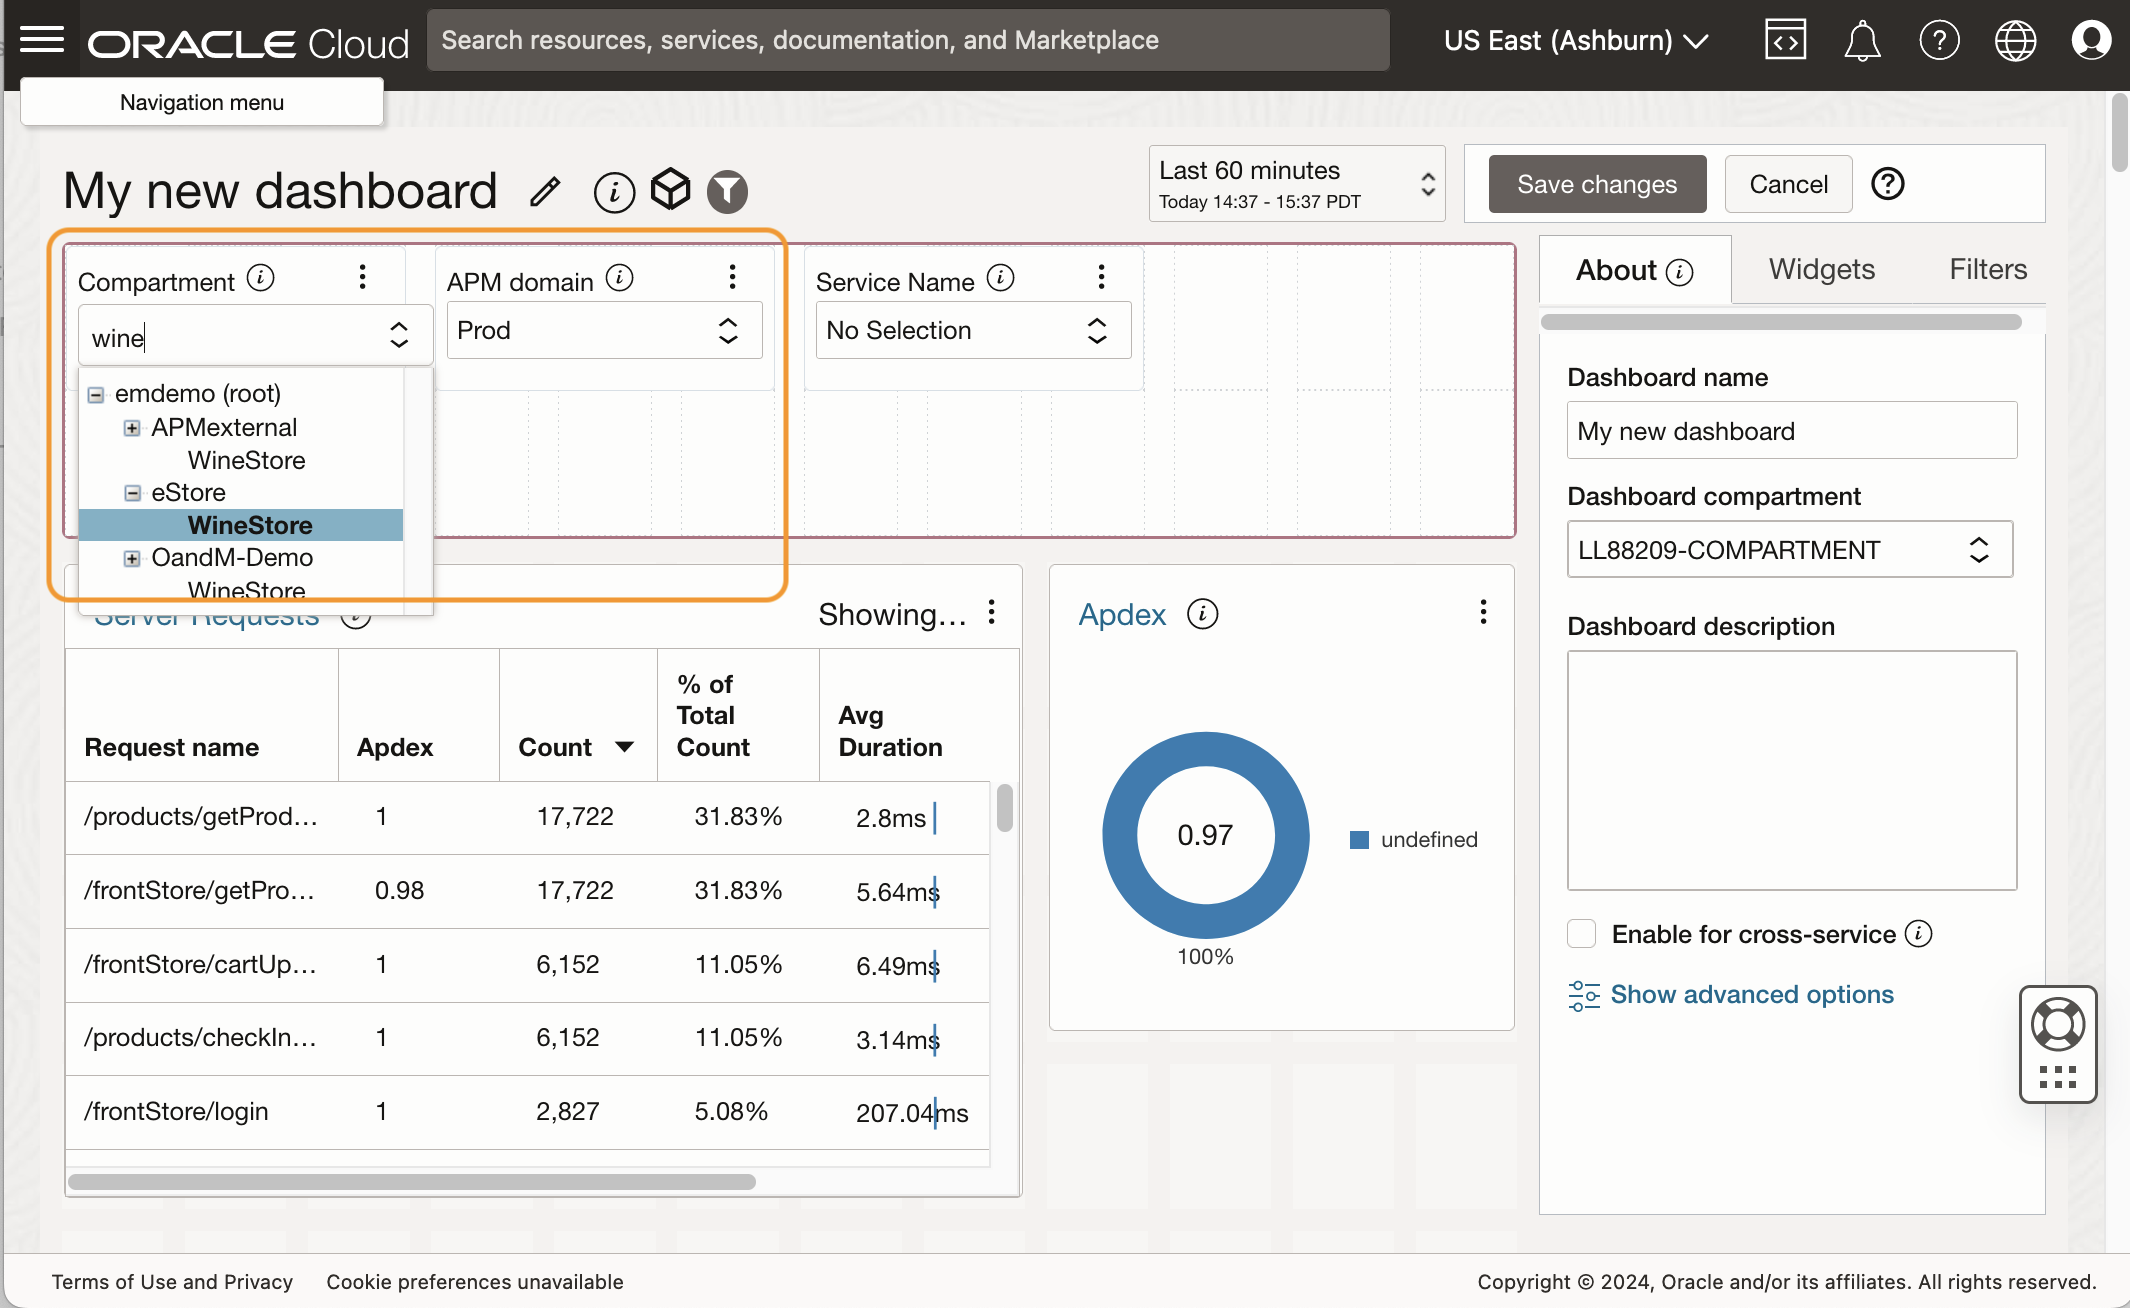 ORACLE Cloud
Search resources, services, documentation, and Marketplace
US East (Ashburn)
Navigation menu
My new dashboard
Last 60 minutes
Today 14:37 - 15:37 PDT
Save changes
Cancel
Compartment
APM domain
Service Name
wine
Prod
No Selection
emdemo (root)
APMexternal
WineStore
eStore
WineStore
OandM-Demo
WineStore
About
Widgets
Filters
Dashboard name
My new dashboard
Dashboard compartment
LL88209-COMPARTMENT
Dashboard description
Enable for cross-service
Show advanced options
Server Requests
Showing...
Request name
Apdex
Count
% of Total Count
Avg Duration
/products/getProd... 1 17,722 31.83% 2.8ms
/frontStore/getPro... 0.98 17,722 31.83% 5.64ms
/frontStore/cartUp... 1 6,152 11.05% 6.49ms
/products/checkIn... 1 6,152 11.05% 3.14ms
/frontStore/login 1 2,827 5.08% 207.04ms
Apdex
0.97
undefined
100%
Terms of Use and Privacy
Cookie preferences unavailable
Copyright © 2024, Oracle and/or its affiliates. All rights reserved.